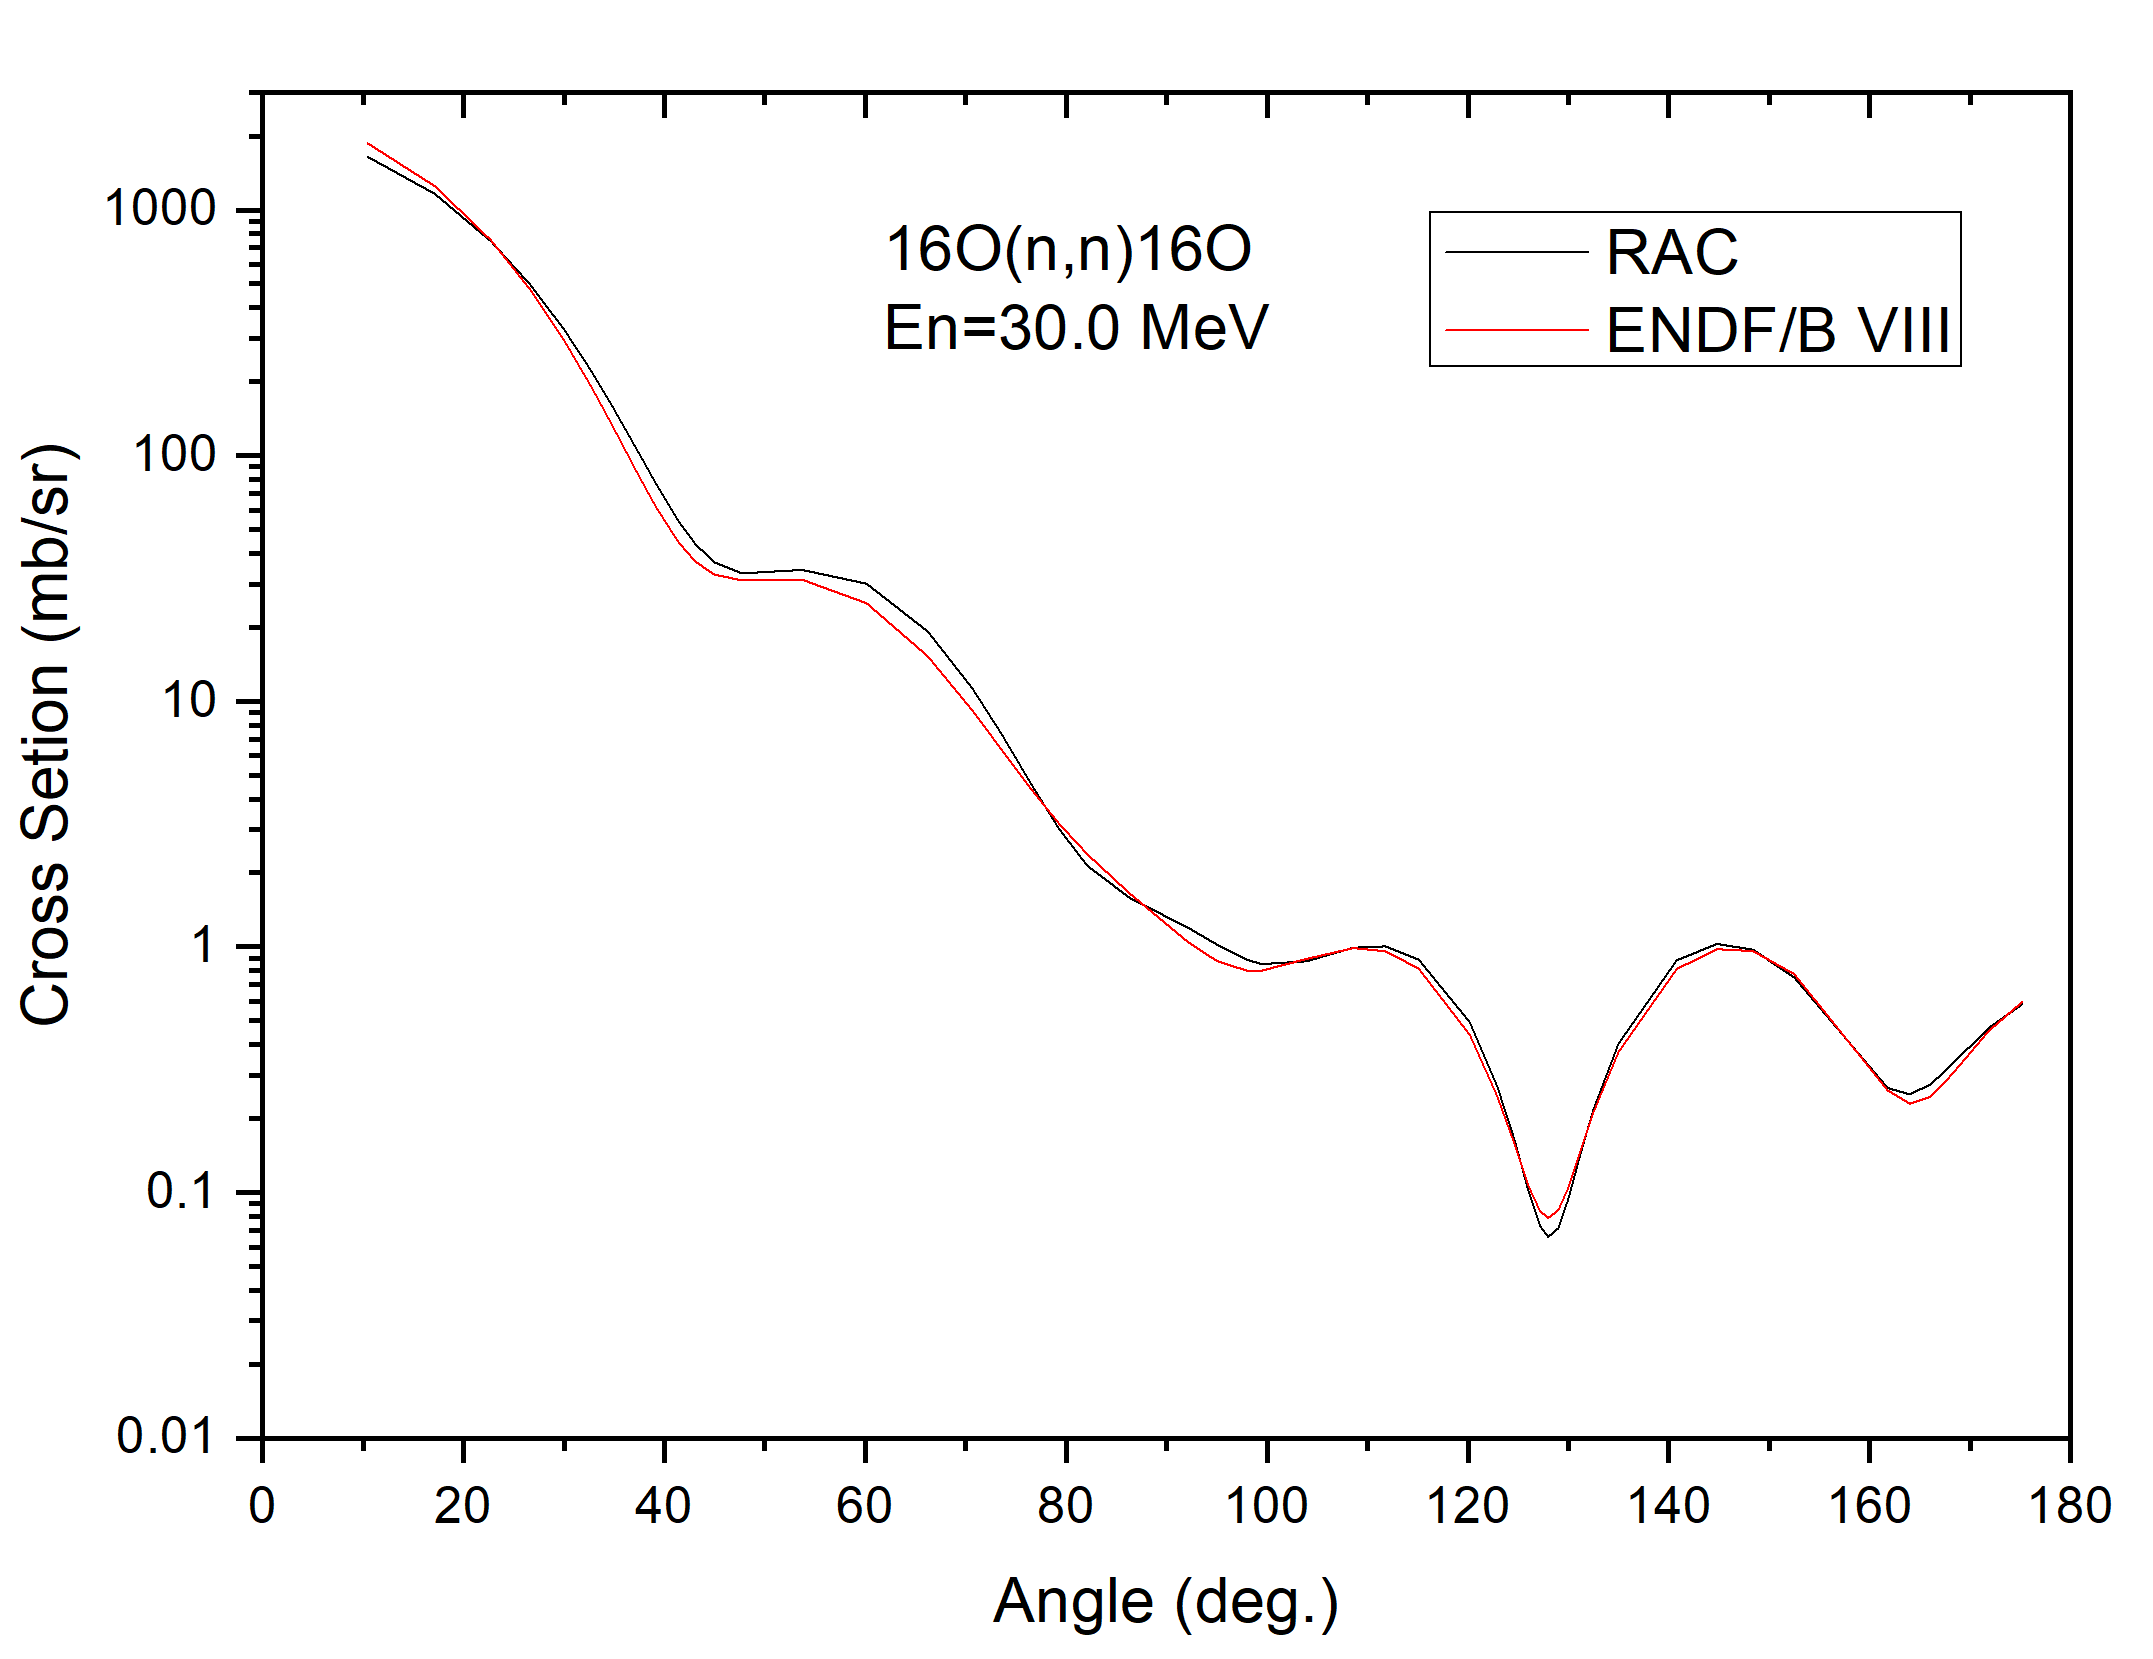 16O(n,n)16O
En=30.0 MeV
RAC
ENDF/B VIII
Cross Setion (mb/sr)
1000
100
10
1
0.1
0.01
0 20 40 60 80 100 120 140 160 180
Angle (deg.)